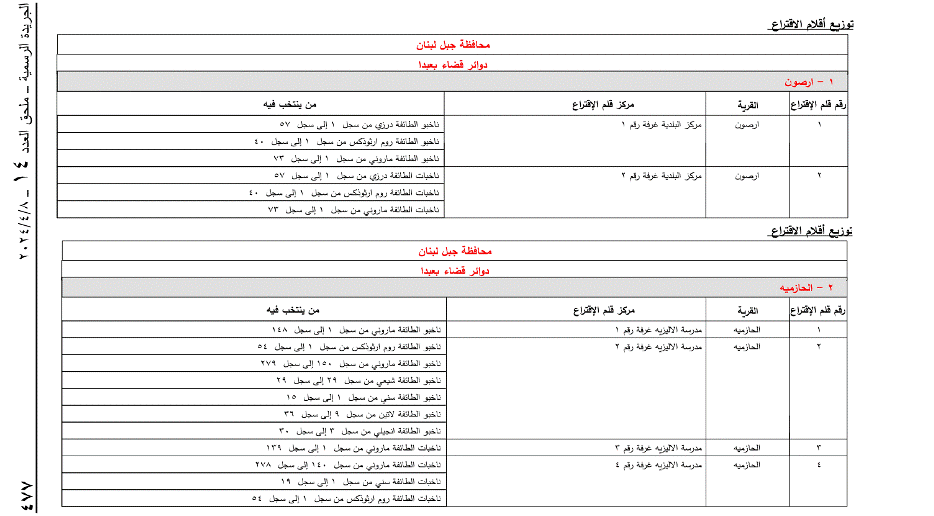 الجريدة الرسمية – ملحق العدد ١٤ – ٢٠٢٤/٤/٨
توزيع أقلام الاقتراع
محافظة جبل لبنان
دوائر قضاء بعبدا
١ - ارصون
رقم قلم الإقتراع القرية مركز قلم الإقتراع من ينتخب فيه
١ ارصون مركز البلدية غرفة رقم ١ ناخبو الطائفة درزي من سجل ١ إلى سجل ٥٧
ناخبو الطائفة روم ارثوذكس من سجل ١ إلى سجل ٤٠
ناخبو الطائفة ماروني من سجل ١ إلى سجل ٧٣
٢ ارصون مركز البلدية غرفة رقم ٢ ناخبات الطائفة درزي من سجل ١ إلى سجل ٥٧
ناخبات الطائفة روم ارثوذكس من سجل ١ إلى سجل ٤٠
ناخبات الطائفة ماروني من سجل ١ إلى سجل ٧٣
توزيع أقلام الاقتراع
محافظة جبل لبنان
دوائر قضاء بعبدا
٢ - الحازميه
رقم قلم الإقتراع القرية مركز قلم الإقتراع من ينتخب فيه
١ الحازميه مدرسة الاليزيه غرفة رقم ١ ناخبو الطائفة ماروني من سجل ١ إلى سجل ١٤٨
٢ الحازميه مدرسة الاليزيه غرفة رقم ٢ ناخبو الطائفة روم ارثوذكس من سجل ١ إلى سجل ٥٤
ناخبو الطائفة ماروني من سجل ١٥٠ إلى سجل ٢٧٩
ناخبو الطائفة شيعي من سجل ٢٩ إلى سجل ٢٩
ناخبو الطائفة سني من سجل ١ إلى سجل ١٥
ناخبو الطائفة لاتين من سجل ٩ إلى سجل ٣٦
ناخبو الطائفة انجيلي من سجل ٣ إلى سجل ٣٠
٣ الحازميه مدرسة الاليزيه غرفة رقم ٣ ناخبات الطائفة ماروني من سجل ١ إلى سجل ١٣٩
٤ الحازميه مدرسة الاليزيه غرفة رقم ٤ ناخبات الطائفة ماروني من سجل ١٤٠ إلى سجل ٢٧٨
ناخبات الطائفة سني من سجل ١ إلى سجل ١٩
ناخبات الطائفة روم ارثوذكس من سجل ١ إلى سجل ٥٤
٤٧٧